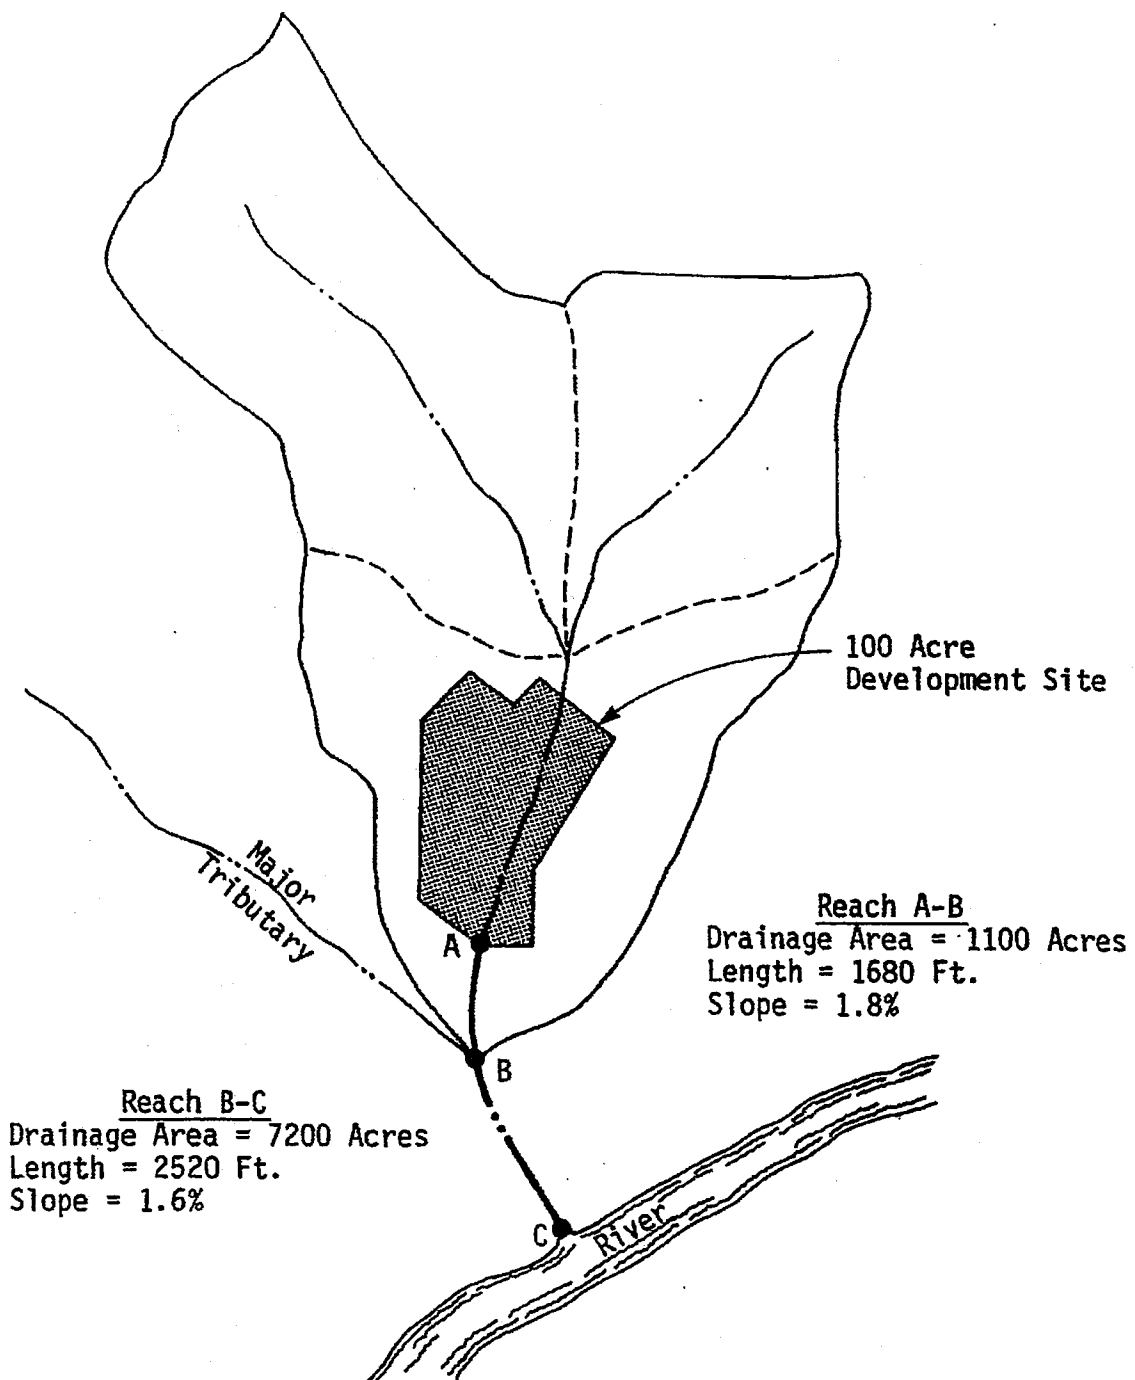 100 Acre
Development Site
Major
Tributary
A
Reach A-B
Drainage Area = 1100 Acres
Length = 1680 Ft.
Slope = 1.8%
B
Reach B-C
Drainage Area = 7200 Acres
Length = 2520 Ft.
Slope = 1.6%
C
River